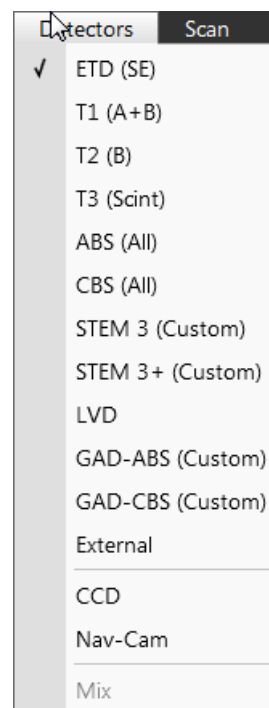 Detectors Scan
✓ ETD (SE)
T1 (A+B)
T2 (B)
T3 (Scint)
ABS (All)
CBS (All)
STEM 3 (Custom)
STEM 3+ (Custom)
LVD
GAD-ABS (Custom)
GAD-CBS (Custom)
External
CCD
Nav-Cam
Mix